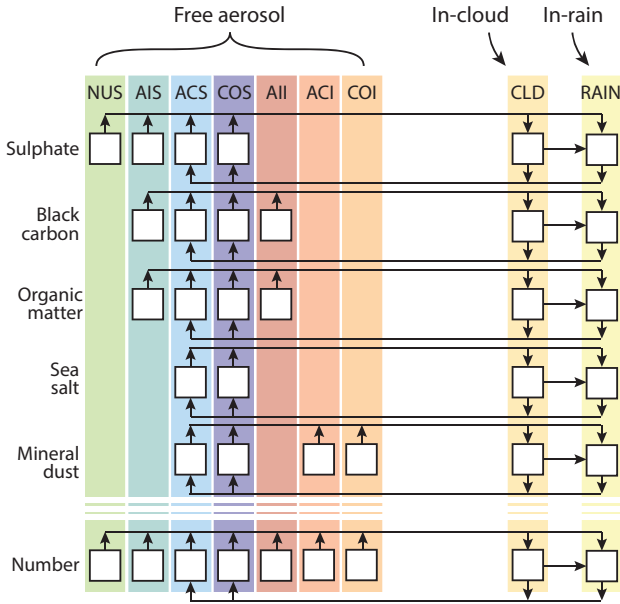 Free aerosol In-cloud In-rain
NUS AIS ACS COS AII ACI COI CLD RAIN
Sulphate
Black
carbon
Organic
matter
Sea
salt
Mineral
dust
Number